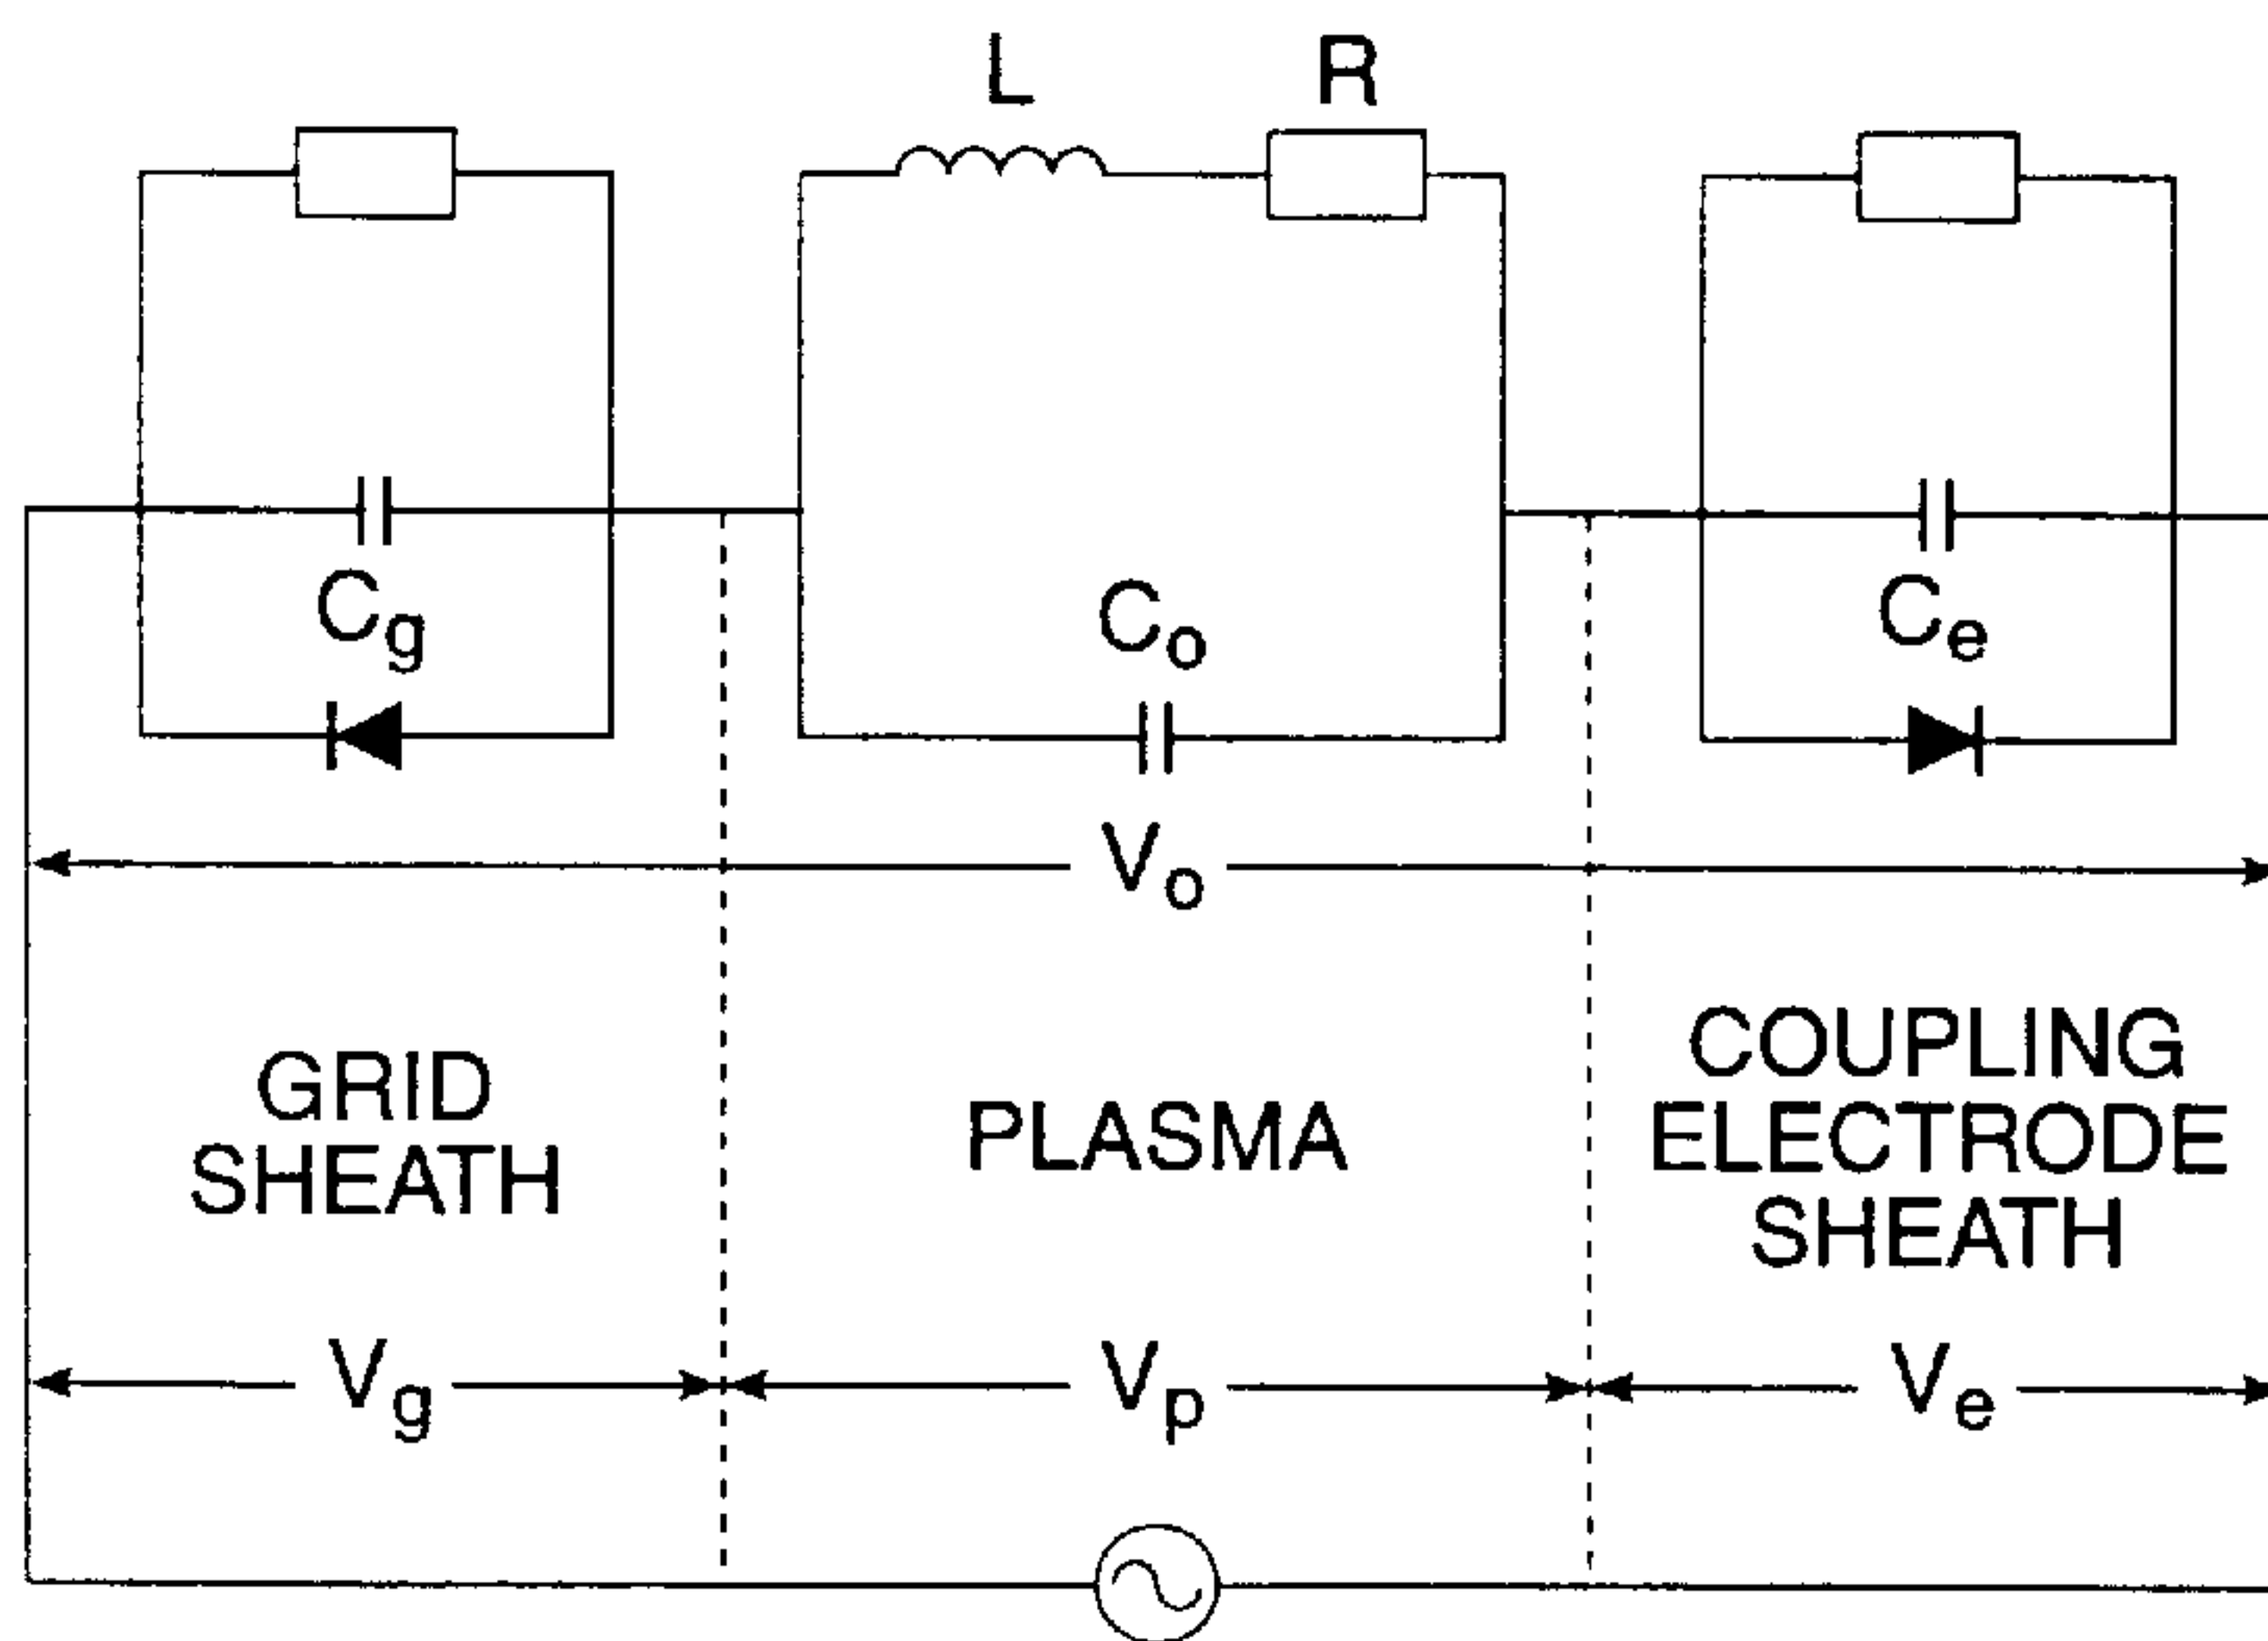 L
R
Cg
Co
Ce
Vo
GRID
SHEATH
PLASMA
COUPLING
ELECTRODE
SHEATH
Vg
Vp
Ve